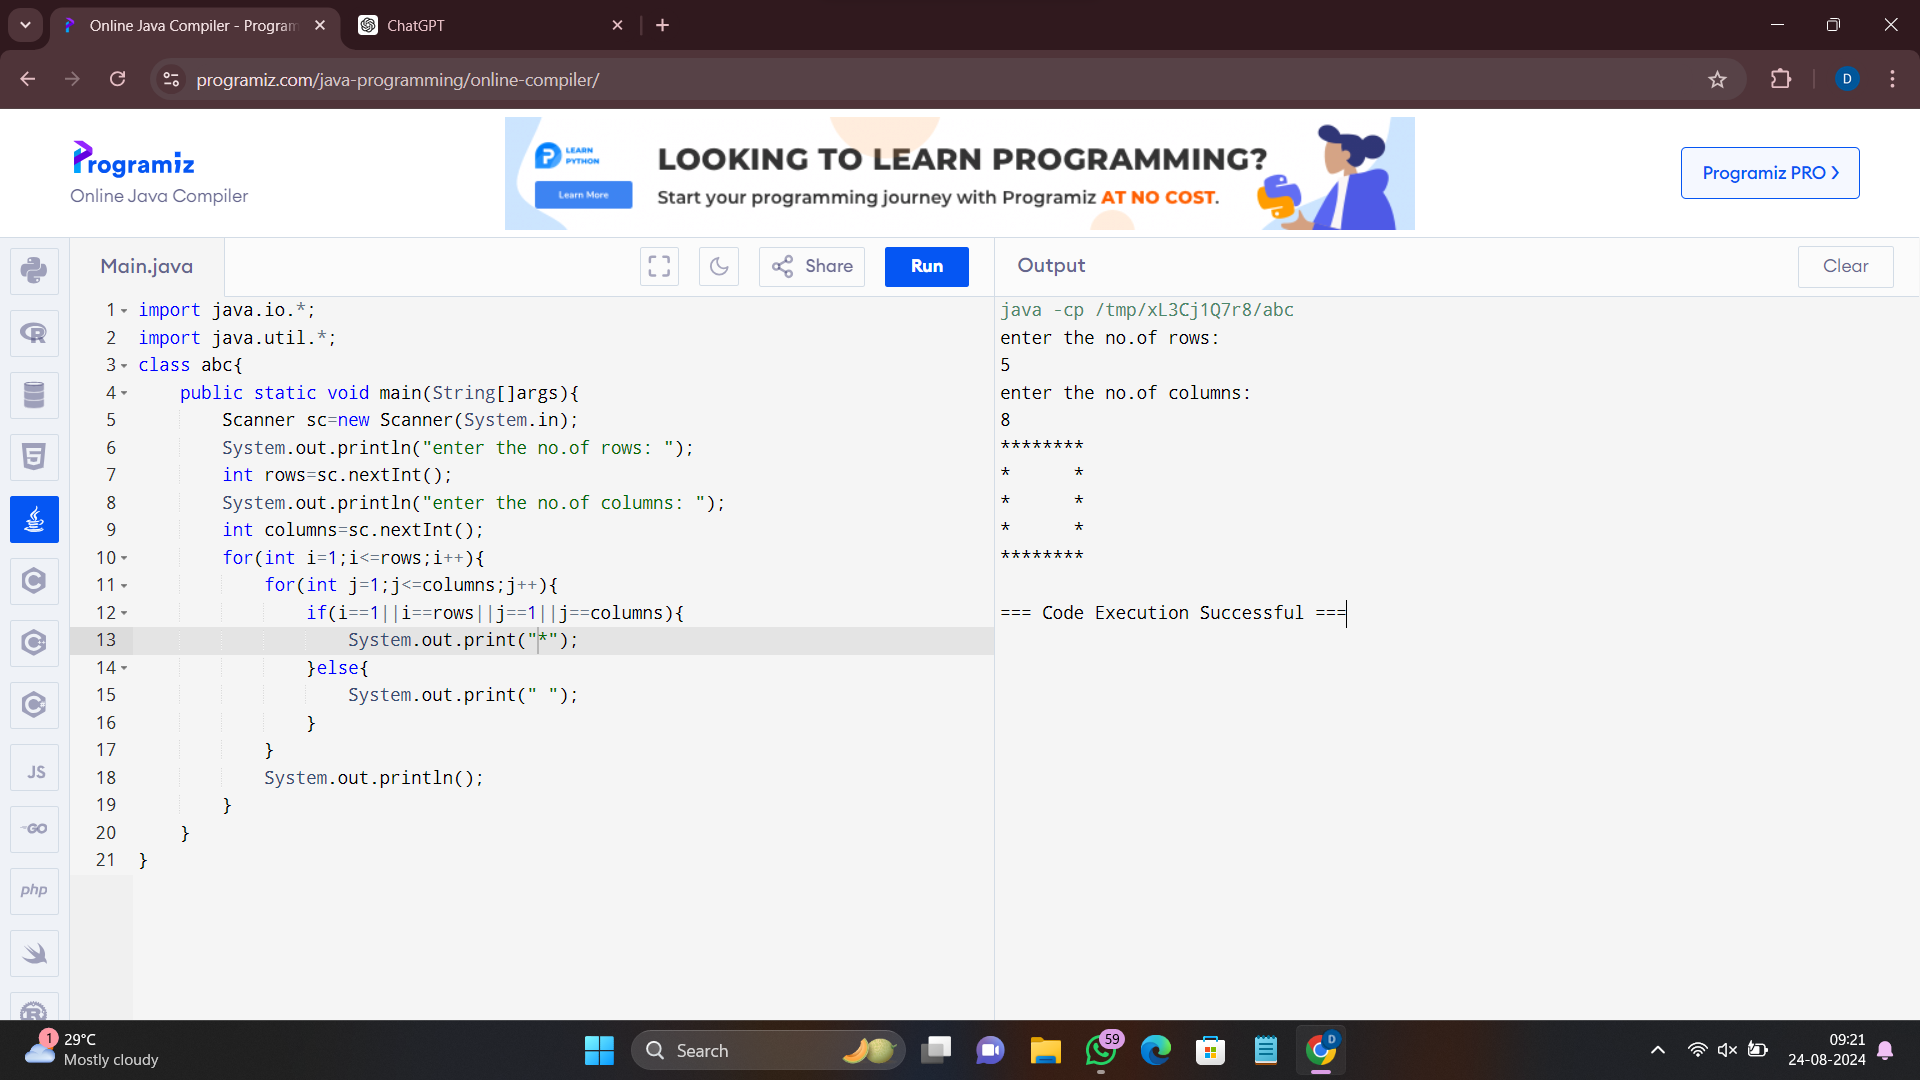 Online Java Compiler - Program
ChatGPT
programiz.com/java-programming/online-compiler/
D
Programiz
Online Java Compiler
LEARN
PYTHON
Learn More
LOOKING TO LEARN PROGRAMMING?
Start your programming journey with Programiz AT NO COST.
Programiz PRO
Main.java
Share
Run
Output
Clear
1 import java.io.*;
2 import java.util.*;
3 class abc{
4     public static void main(String[]args){
5         Scanner sc=new Scanner(System.in);
6         System.out.println("enter the no.of rows: ");
7         int rows=sc.nextInt();
8         System.out.println("enter the no.of columns: ");
9         int columns=sc.nextInt();
10         for(int i=1;i<=rows;i++){
11             for(int j=1;j<=columns;j++){
12                 if(i==1||i==rows||j==1||j==columns){
13                     System.out.print("*");
14                 }else{
15                     System.out.print(" ");
16                 }
17             }
18             System.out.println();
19         }
20     }
21 }
java -cp /tmp/xL3Cj1Q7r8/abc
enter the no.of rows:
5
enter the no.of columns:
8
********
*      *
*      *
*      *
********
=== Code Execution Successful ===
R
5
C
C
C
JS
GO
php
R
1
29°C
Mostly cloudy
Search
59
D
09:21
24-08-2024